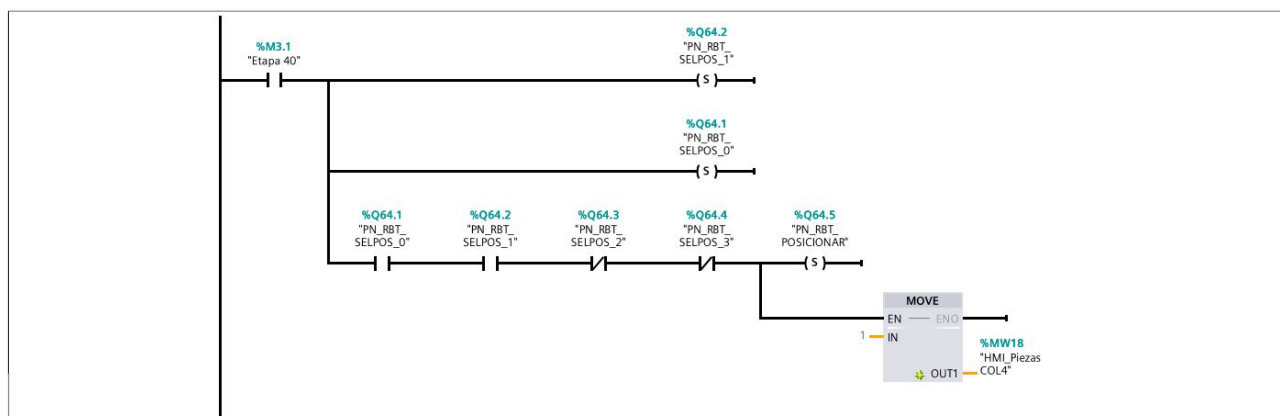 %Q64.2
%M3.1
"PN_RBT_
"Etapa 40"
SELPOS_1"
S
%Q64.1
"PN_RBT_
SELPOS_0"
S
%Q64.1
%Q64.2
%Q64.3
%Q64.4
%Q64.5
"PN_RBT_
"PN_RBT_
"PN_RBT_
"PN_RBT_
"PN_RBT_
SELPOS_0"
SELPOS_1"
SELPOS_2"
SELPOS_3"
POSICIONAR"
S
MOVE
EN
ENO
1
IN
%MW18
"HMI_Piezas
OUT1
COL4"